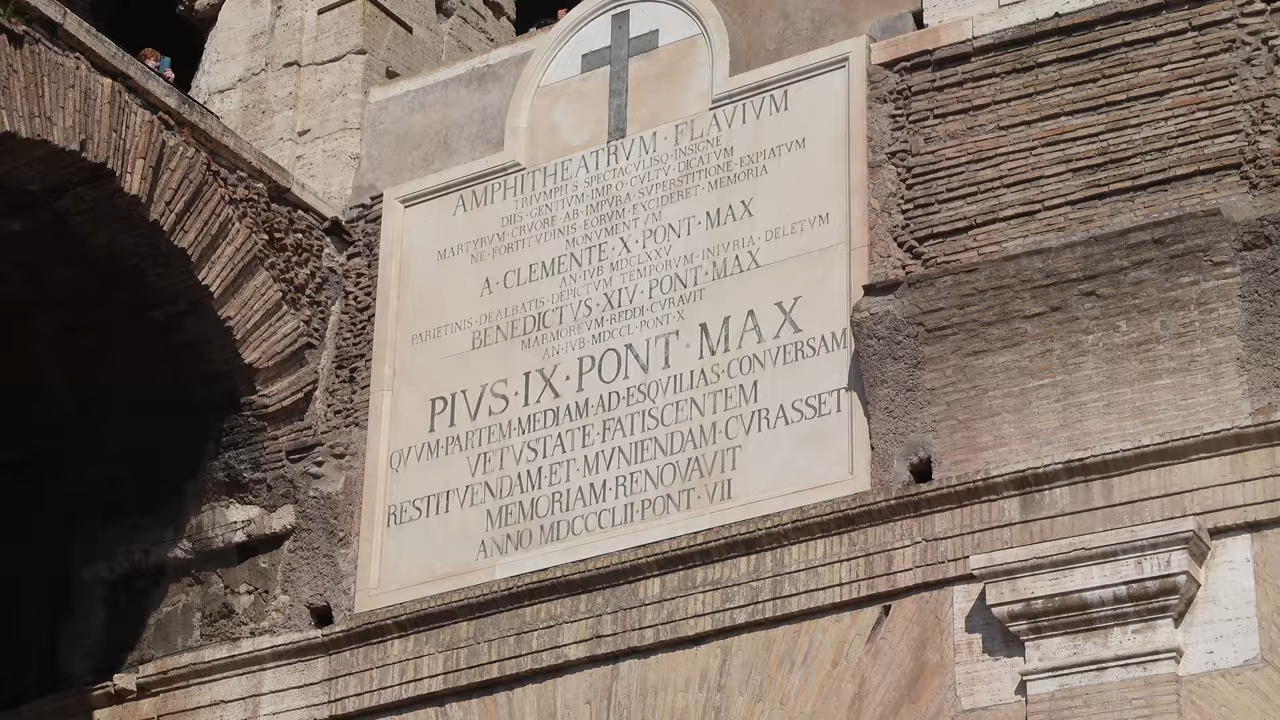 AMPHITHEATRVM·FLAVIVM
TRIVMPHIS SPECTACVLISQ·INSIGNE
DIIS·GENTIVM·IMPIO·CVLTV·DICATVM
MARTYRVM·CRVORE·AB·IMPVRA·SVPERSTITIONE·EXPIATVM
NE·FORTITVDINIS·EORVM·EXCIDERET·MEMORIA
MONVMENTVM
A·CLEMENTE·X·PONT·MAX
AN·IVB·MDCLXXV
PARIETINIS·DEALBATIS·DEPICTVM·TEMPORVM·INIVRIA·DELETVM
BENEDICTVS·XIV·PONT·MAX
MARMOREVM·REDDI·CVRAVIT
AN·IVB·MDCCL·PONT·X
PIVS·IX·PONT·MAX
QVVM·PARTEM·MEDIAM·AD·ESQVILIAS·CONVERSAM
VETVSTATE·FATISCENTEM
RESTITVENDAM·ET·MVNIENDAM·CVRASSET
MEMORIAM·RENOVAVIT
ANNO·MDCCCLII·PONT·VII